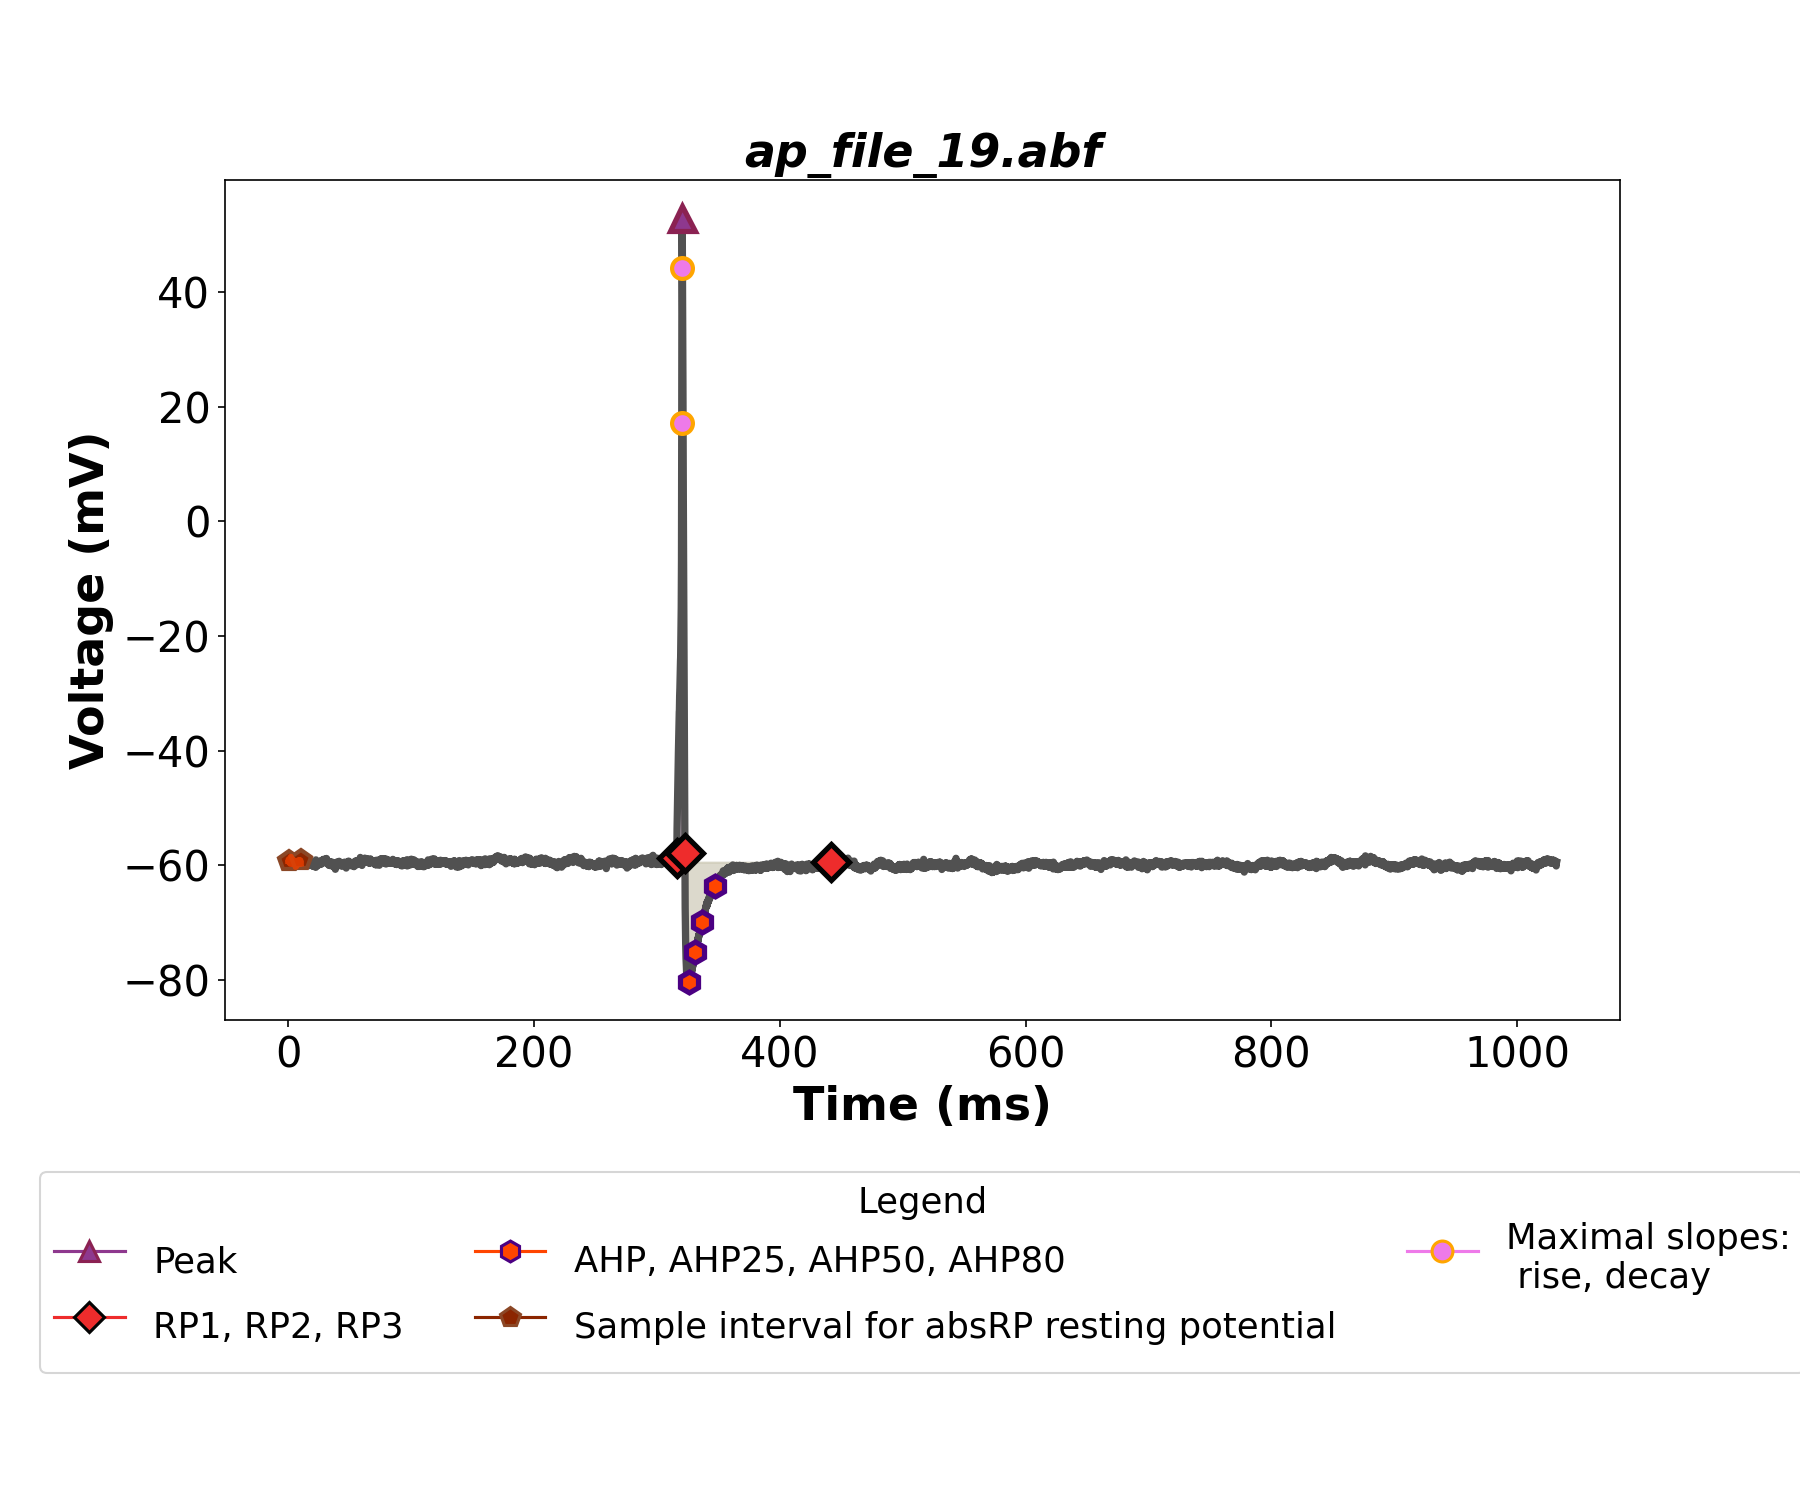 ap_file_19.abf
40
20
0
−20
−40
−60
−80
Voltage (mV)
0 200 400 600 800 1000
Time (ms)
Legend
Peak
RP1, RP2, RP3
AHP, AHP25, AHP50, AHP80
Sample interval for absRP resting potential
Maximal slopes:
rise, decay